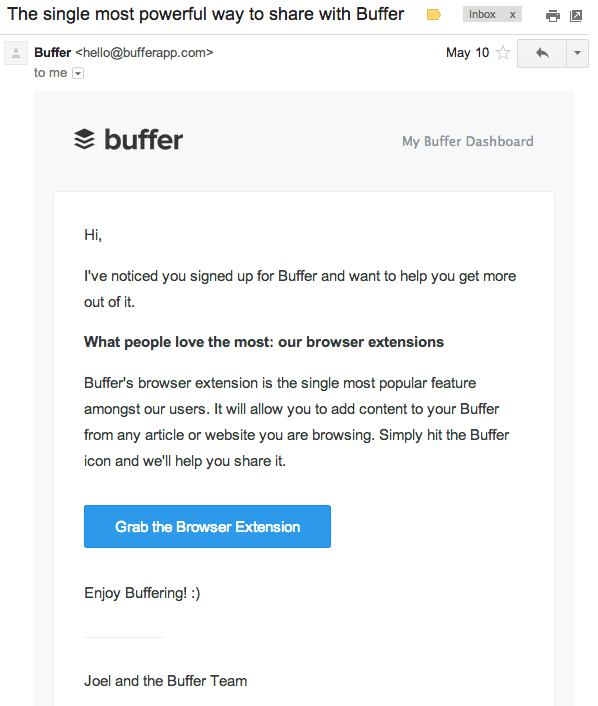 The single most powerful way to share with Buffer
Inbox x
Buffer <hello@bufferapp.com>
May 10
to me
buffer
My Buffer Dashboard
Hi,
I've noticed you signed up for Buffer and want to help you get more
out of it.
What people love the most: our browser extensions
Buffer's browser extension is the single most popular feature
amongst our users. It will allow you to add content to your Buffer
from any article or website you are browsing. Simply hit the Buffer
icon and we'll help you share it.
Grab the Browser Extension
Enjoy Buffering! :)
Joel and the Buffer Team